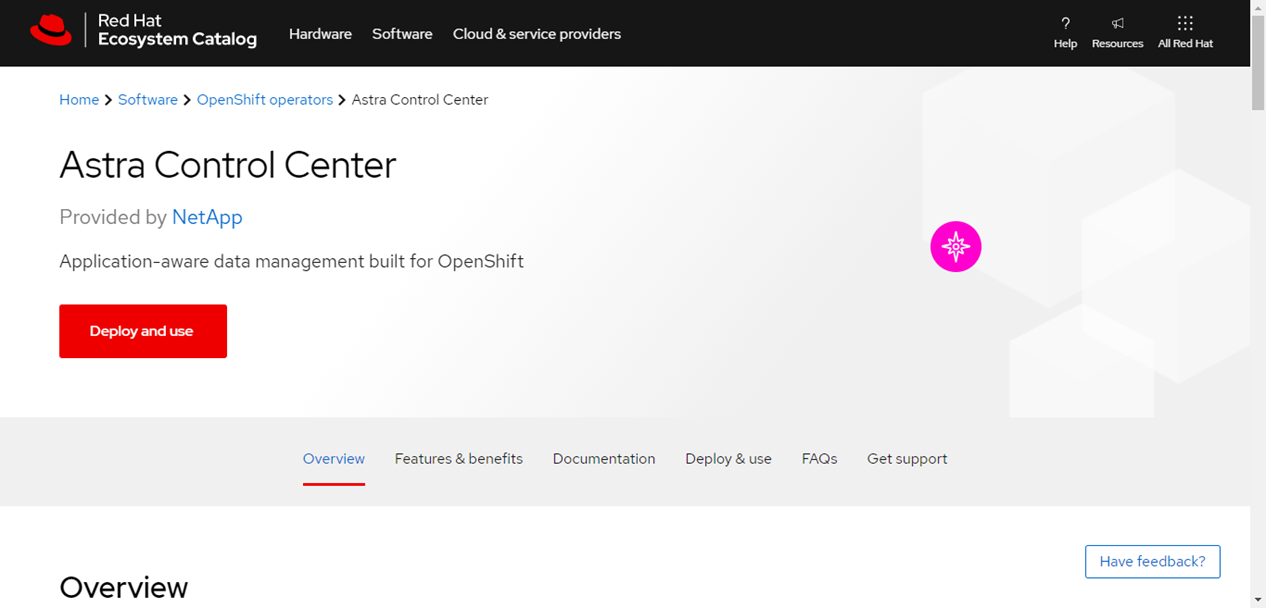 Red Hat
Ecosystem Catalog
Hardware Software Cloud & service providers
? Help Resources All Red Hat
Home > Software > OpenShift operators > Astra Control Center
Astra Control Center
Provided by NetApp
Application-aware data management built for OpenShift
Deploy and use
Overview Features & benefits Documentation Deploy & use FAQs Get support
Have feedback?
Overview